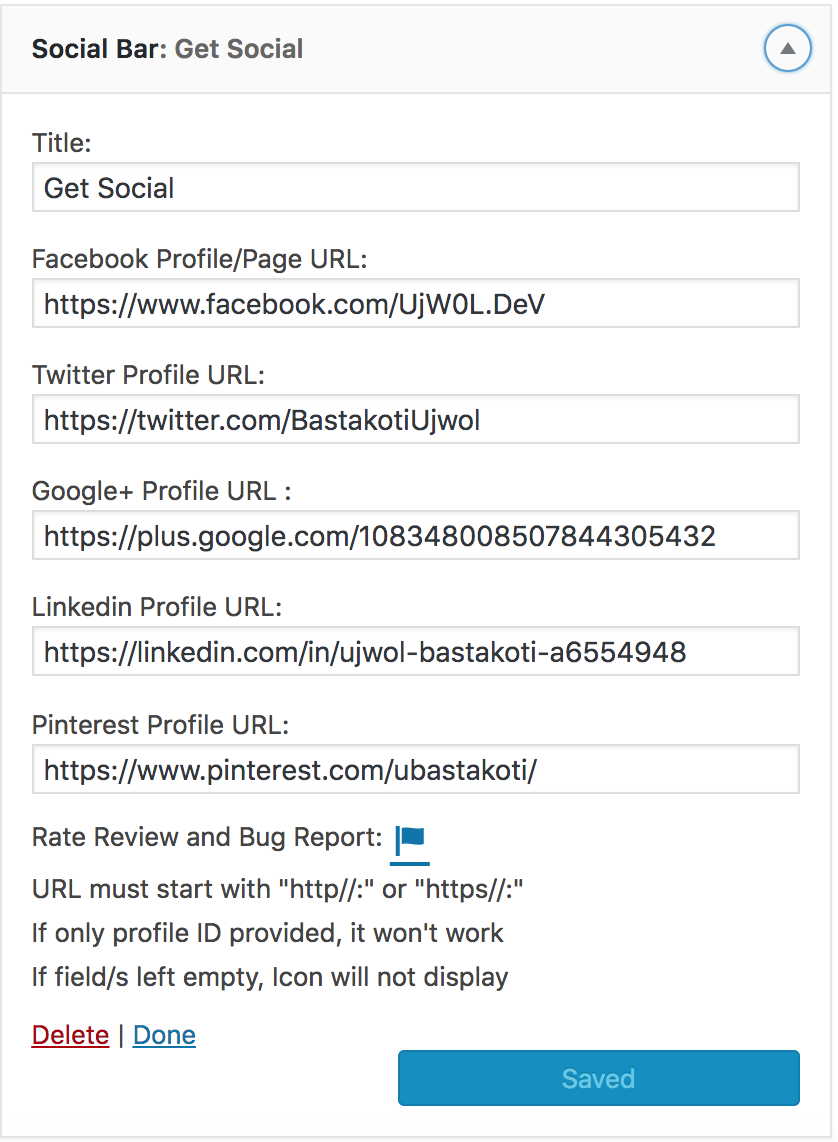 Social Bar: Get Social
Title:
Get Social
Facebook Profile/Page URL:
https://www.facebook.com/UjW0L.DeV
Twitter Profile URL:
https://twitter.com/BastakotiUjwol
Google+ Profile URL :
https://plus.google.com/108348008507844305432
Linkedin Profile URL:
https://linkedin.com/in/ujwol-bastakoti-a6554948
Pinterest Profile URL:
https://www.pinterest.com/ubastakoti/
Rate Review and Bug Report:
URL must start with "http//:" or "https//:"
If only profile ID provided, it won't work
If field/s left empty, Icon will not display
Delete | Done
Saved